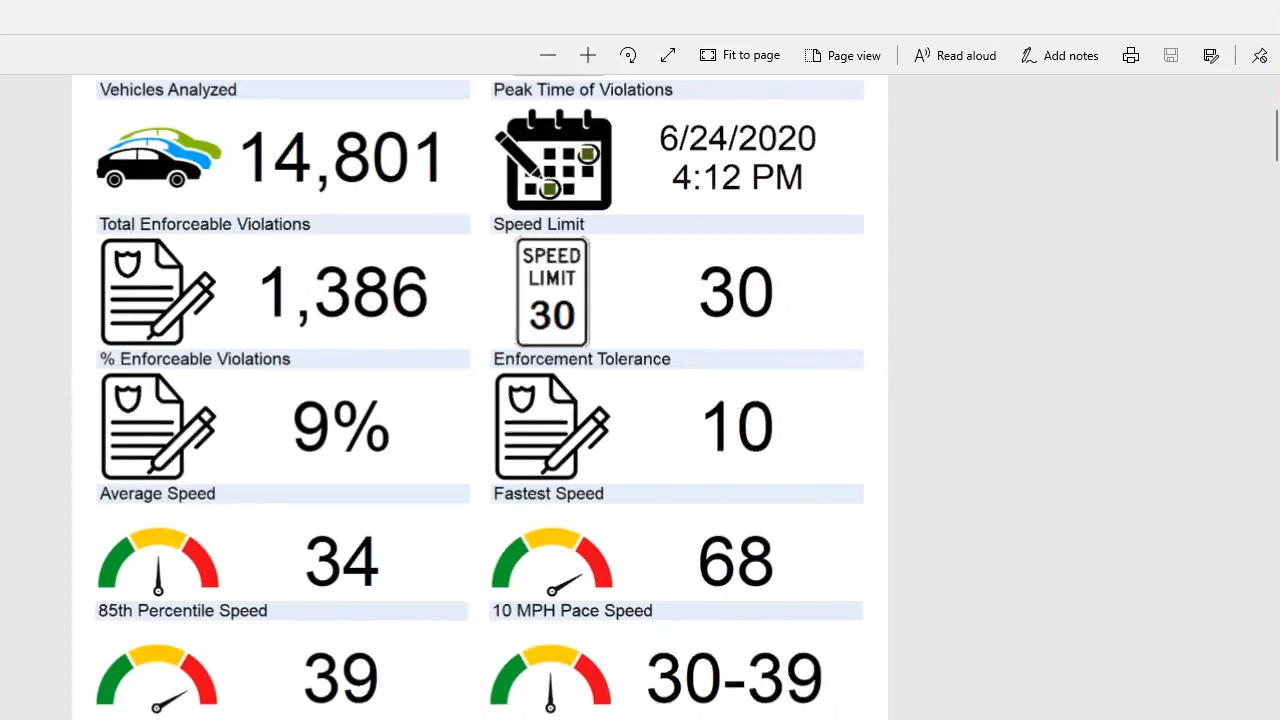 Fit to page
Page view
Read aloud
Add notes
Vehicles Analyzed
14,801
Peak Time of Violations
6/24/2020
4:12 PM
Total Enforceable Violations
1,386
Speed Limit
SPEED
LIMIT
30
30
% Enforceable Violations
9%
Enforcement Tolerance
10
Average Speed
34
Fastest Speed
68
85th Percentile Speed
39
10 MPH Pace Speed
30-39